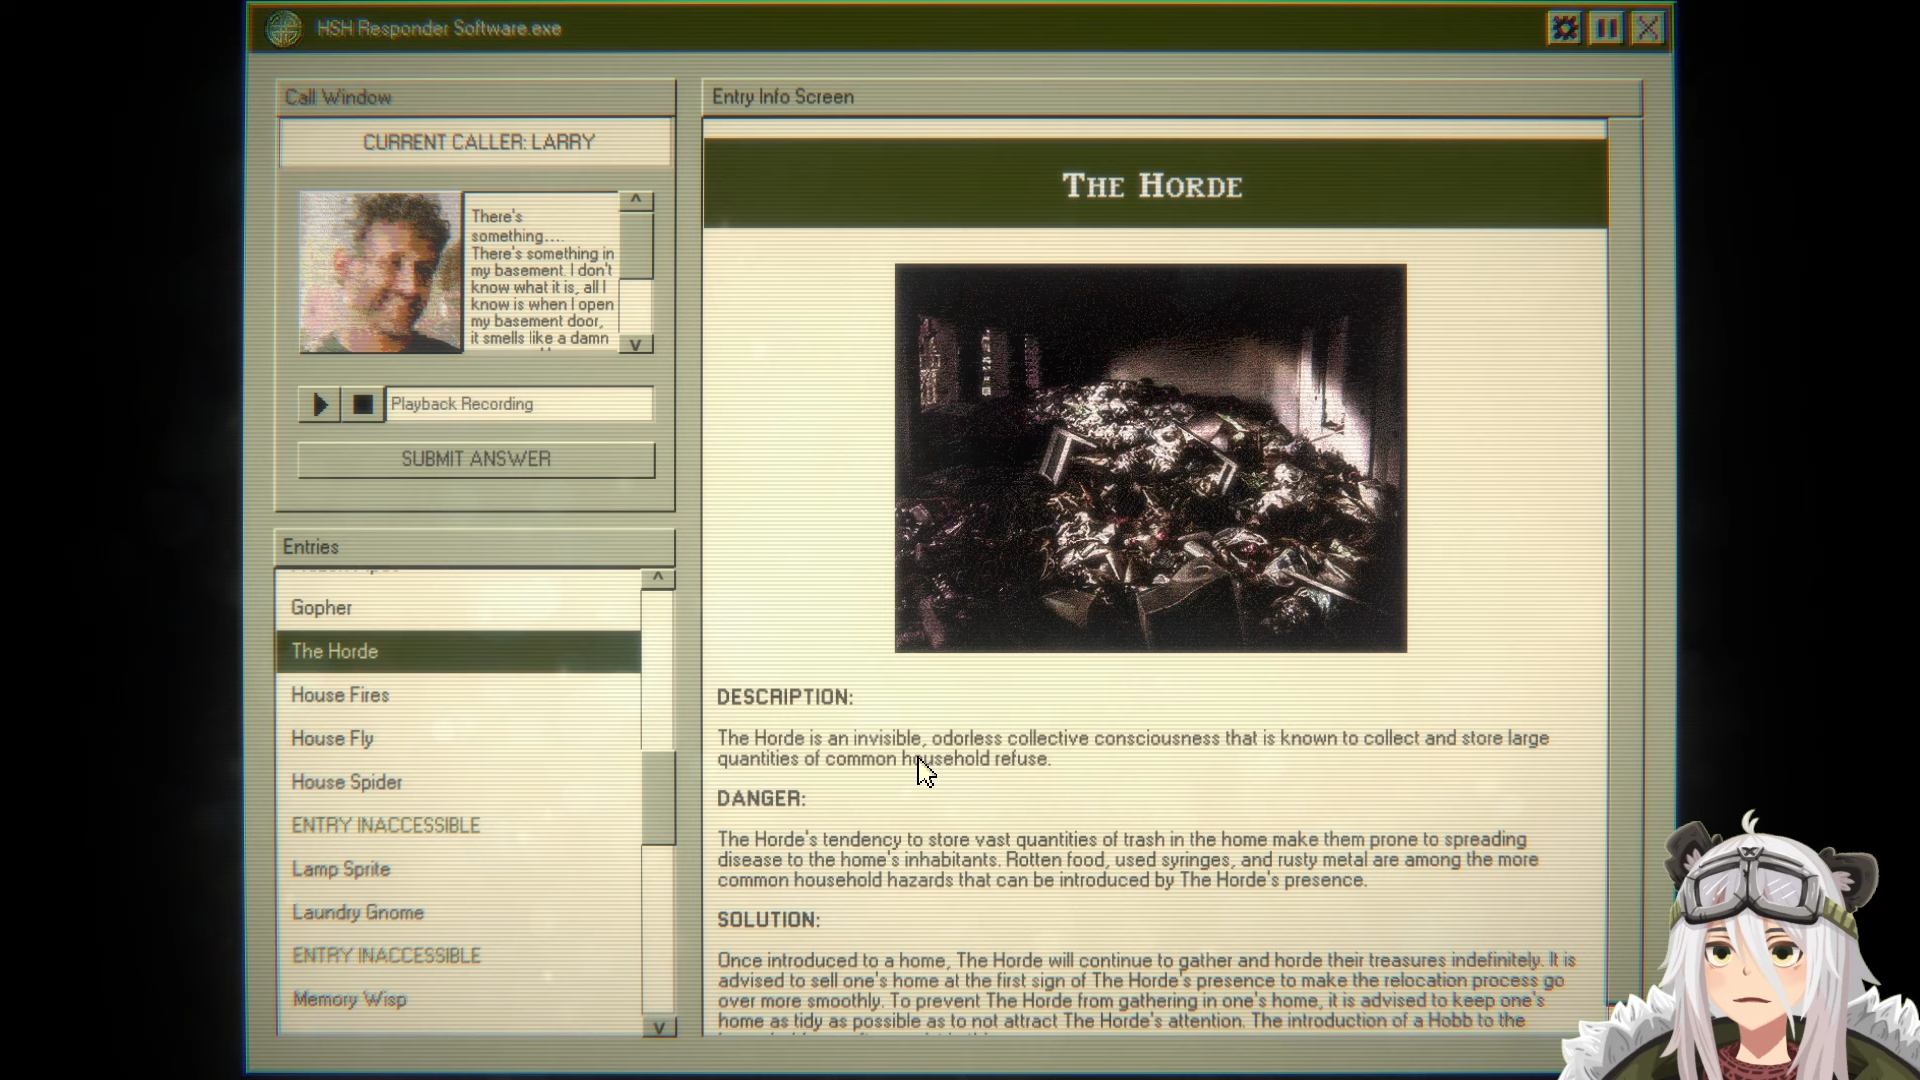 HSH Responder Software.exe
Call Window
CURRENT CALLER: LARRY
There's
something....
There's something in
my basement. I don't
know what it is, all I
know is when I open
my basement door,
it smells like a damn
Playback Recording
SUBMIT ANSWER
Entries
Gopher
The Horde
House Fires
House Fly
House Spider
ENTRY INACCESSIBLE
Lamp Sprite
Laundry Gnome
ENTRY INACCESSIBLE
Memory Wisp
Entry Info Screen
The Horde
DESCRIPTION:
The Horde is an invisible, odorless collective consciousness that is known to collect and store large
quantities of common household refuse.
DANGER:
The Horde's tendency to store vast quantities of trash in the home make them prone to spreading
disease to the home's inhabitants. Rotten food, used syringes, and rusty metal are among the more
common household hazards that can be introduced by The Horde's presence.
SOLUTION:
Once introduced to a home, The Horde will continue to gather and horde their treasures indefinitely. It is
advised to sell one's home at the first sign of The Horde's presence to make the relocation process go
over more smoothly. To prevent The Horde from gathering in one's home, it is advised to keep one's
home as tidy as possible as to not attract The Horde's attention. The introduction of a Hobb to the